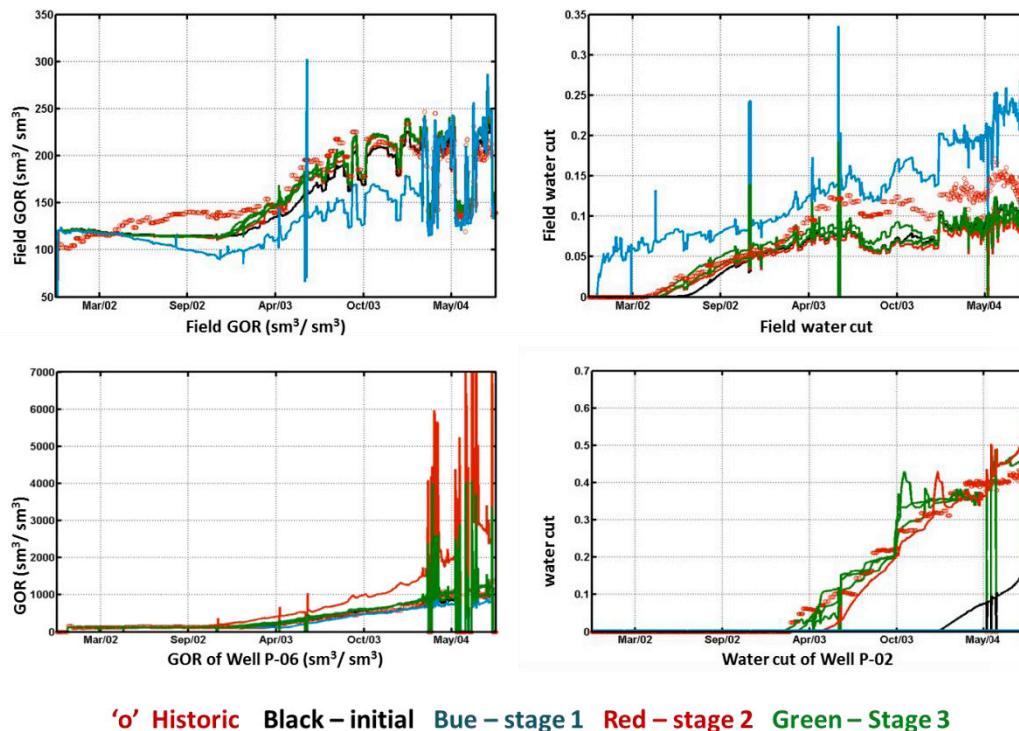 350
300
250
200
150
100
50
Field GOR (sm³/ sm³)
Mar/02 Sep/02 Apr/03 Oct/03 May/04
Field GOR (sm³/ sm³)
0.35
0.3
0.25
0.2
0.15
0.1
0.05
0
Field water cut
Mar/02 Sep/02 Apr/03 Oct/03 May/04
Field water cut
7000
6000
5000
4000
3000
2000
1000
0
GOR (sm³/ sm³)
Mar/02 Sep/02 Apr/03 Oct/03 May/04
GOR of Well P-06 (sm³/ sm³)
0.7
0.6
0.5
0.4
0.3
0.2
0.1
0
water cut
Mar/02 Sep/02 Apr/03 Oct/03 May/04
Water cut of Well P-02
‘o’ Historic Black – initial Bue – stage 1 Red – stage 2 Green – Stage 3